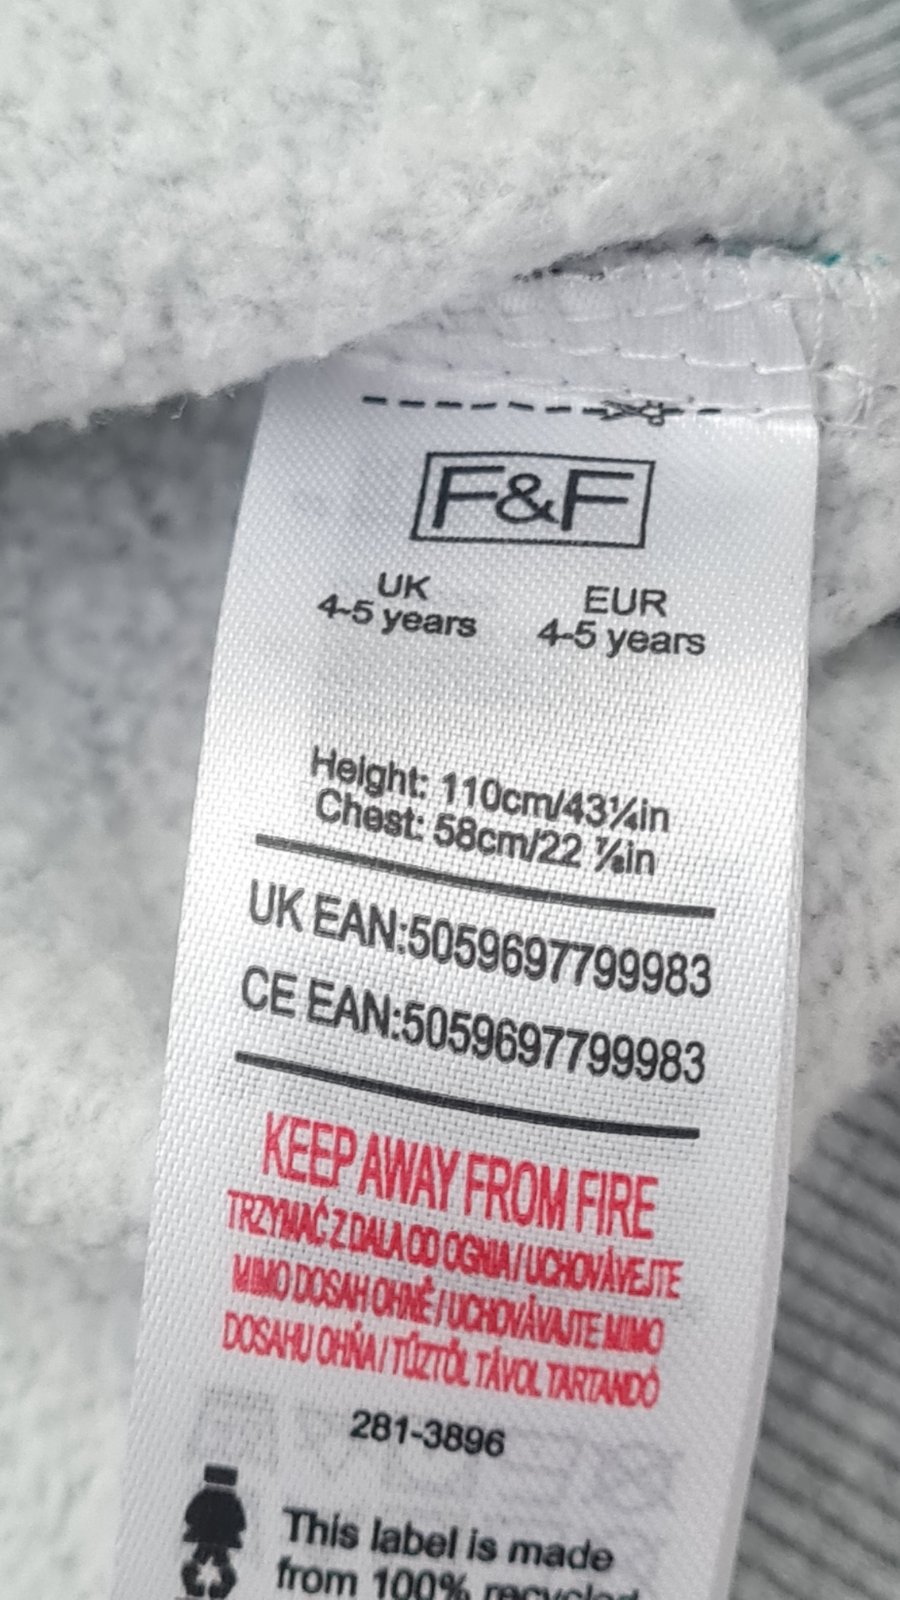 F&F
UK
4-5 years
EUR
4-5 years
Height: 110cm/43¼in
Chest: 58cm/22 ⅞in
UK EAN:5059697799983
CE EAN:5059697799983
KEEP AWAY FROM FIRE
TRZYMAĆ Z DALA OD OGNIA / UCHOVÁVEJTE
MIMO DOSAH OHNĚ / UCHOVÁVAJTE MIMO
DOSAHU OHŇA / TŰZTŐL TÁVOL TARTANDÓ
281-3896
This label is made
from 100% recycled